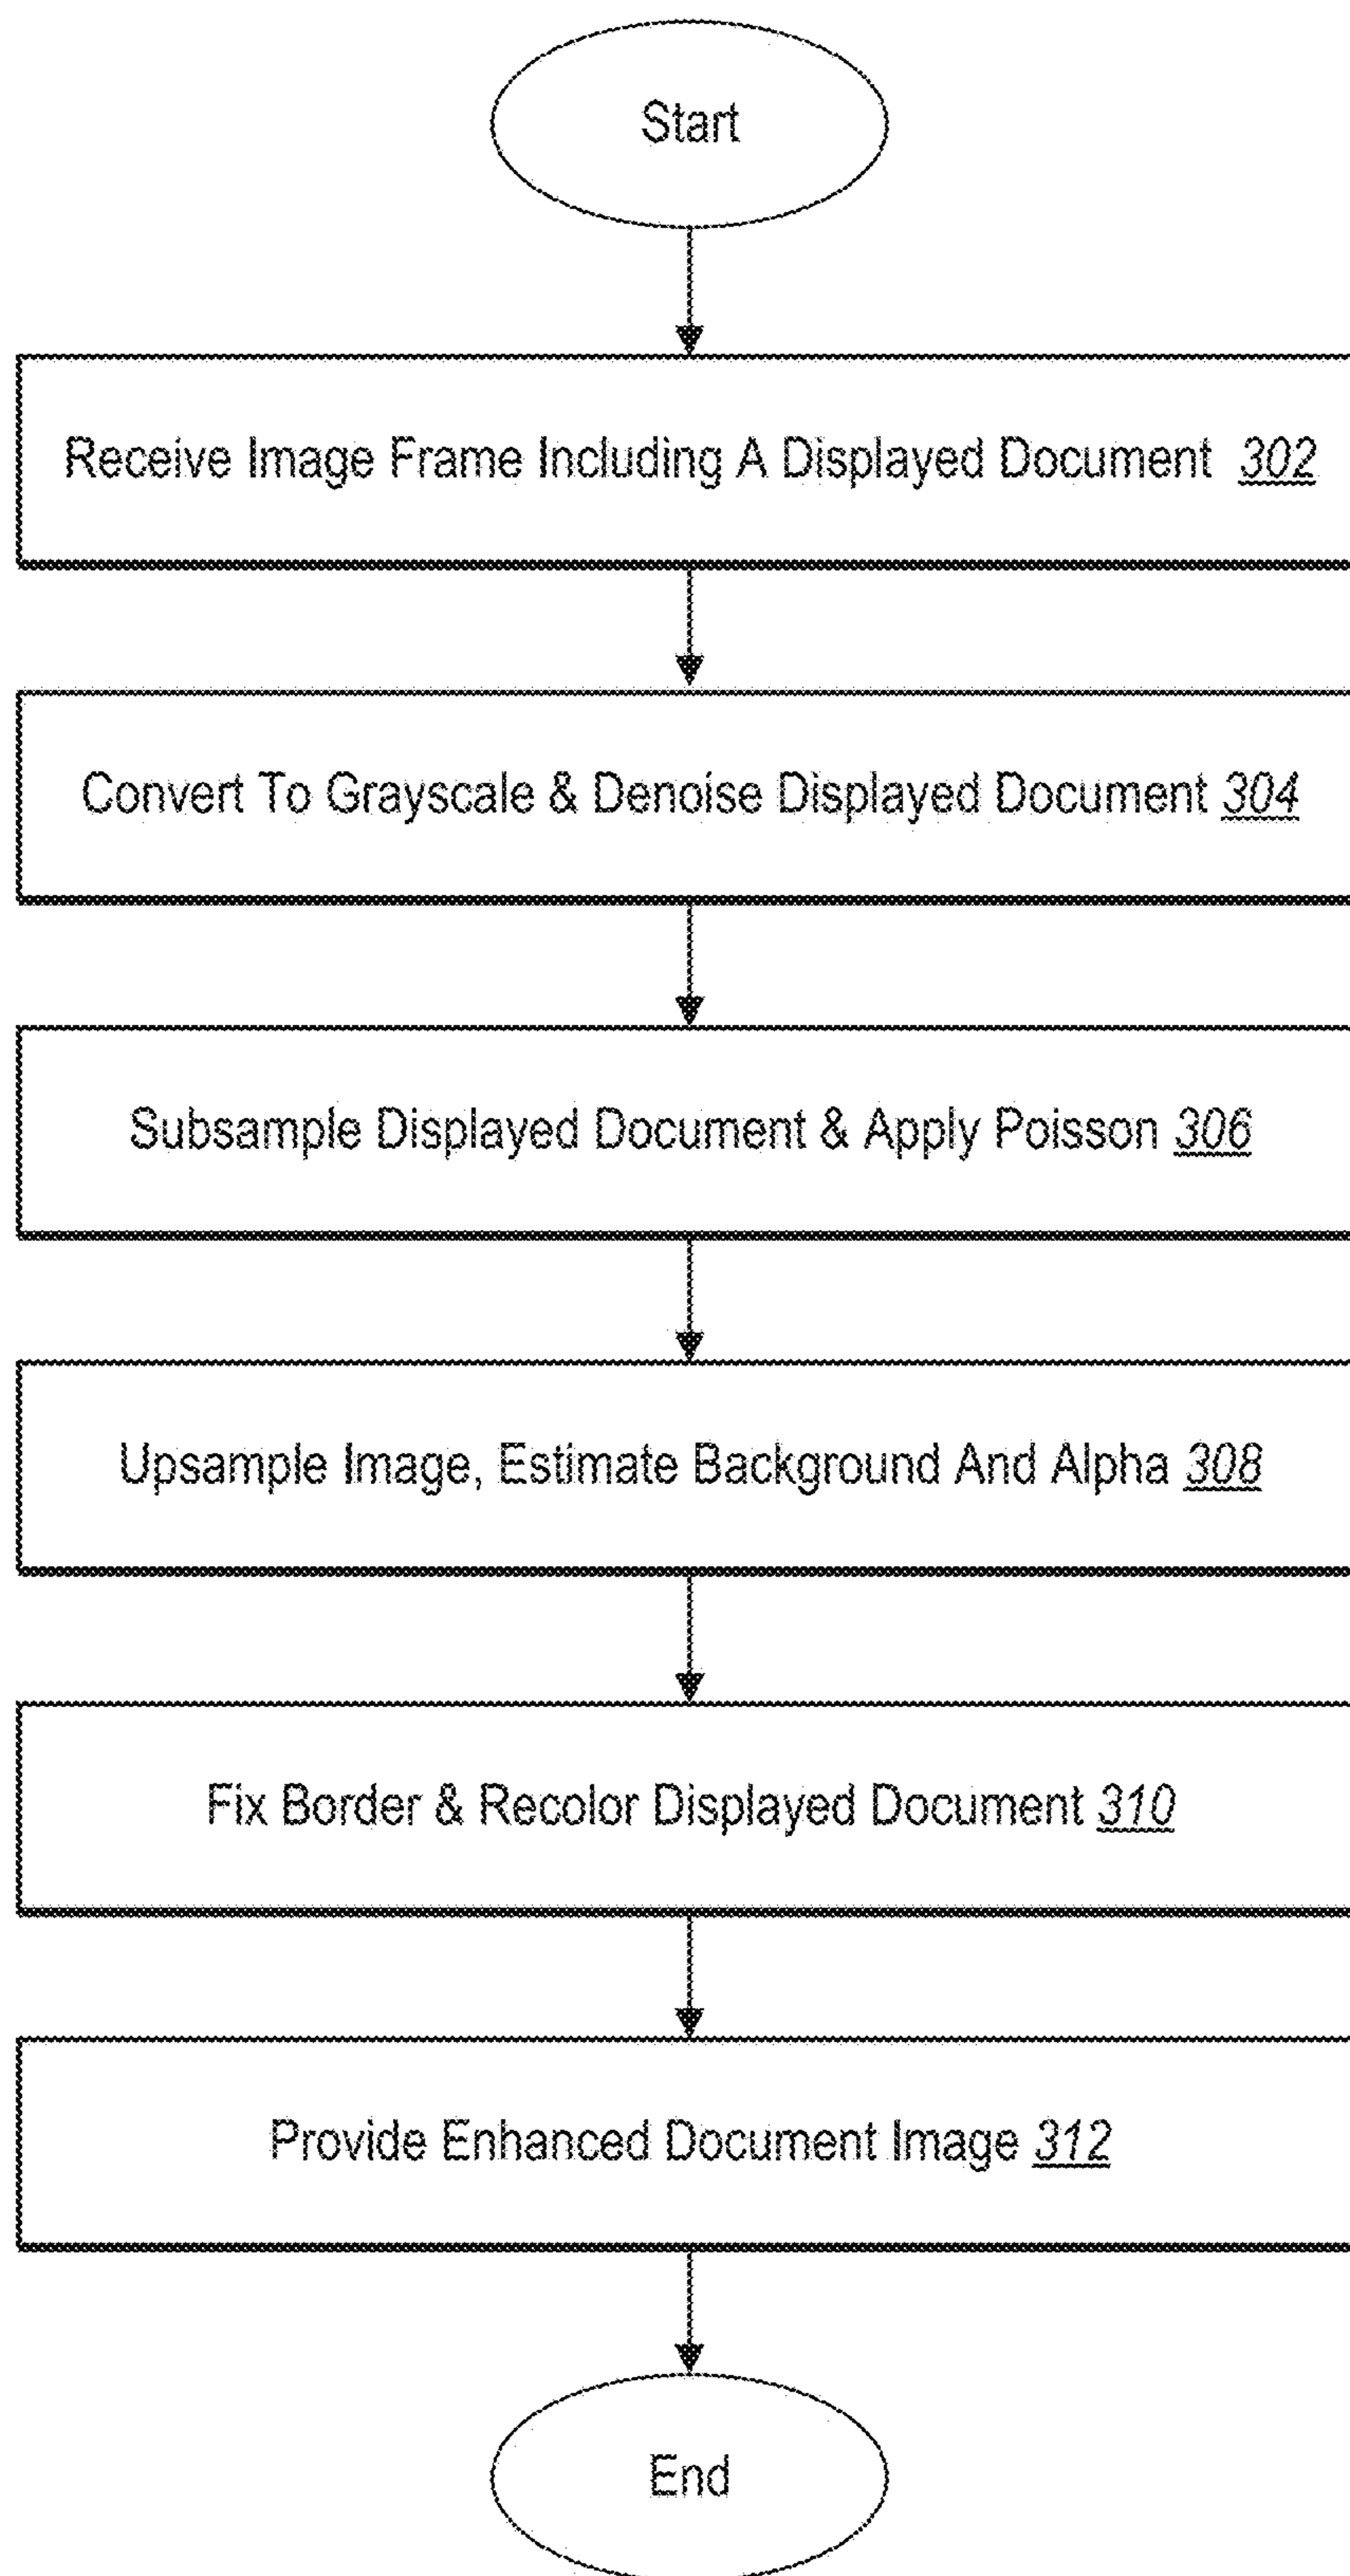 Start
Receive Image Frame Including A Displayed Document 302
Convert To Grayscale & Denoise Displayed Document 304
Subsample Displayed Document & Apply Poisson 306
Upsample Image, Estimate Background And Alpha 308
Fix Border & Recolor Displayed Document 310
Provide Enhanced Document Image 312
End